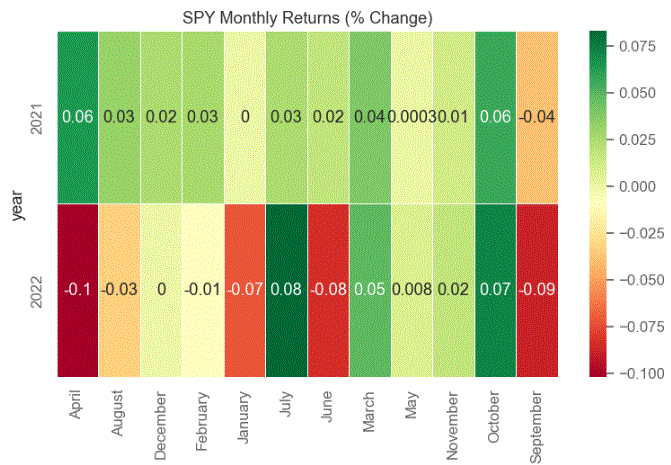 SPY Monthly Returns (% Change)
2021
0.06 0.03 0.02 0.03 0 0.03 0.02 0.04 0.0003 0.01 0.06 -0.04
year
2022
-0.1 -0.03 0 -0.01 -0.07 0.08 -0.08 0.05 0.008 0.02 0.07 -0.09
April August December February January July June March May November October September
0.075
0.050
0.025
0.000
−0.025
−0.050
−0.075
−0.100